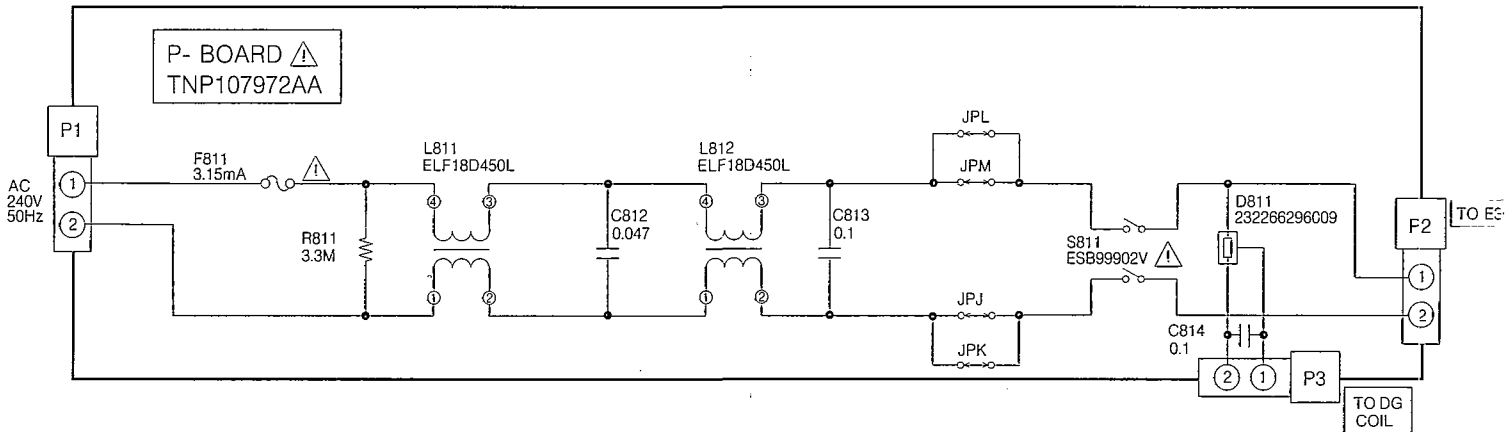 P- BOARD ⚠
TNP107972AA
P1
AC
240V
50Hz
1
2
F811
3.15mA
R811
3.3M
L811
ELF18D450L
4
3
1
2
C812
0.047
L812
ELF18D450L
4
3
1
2
C813
0.1
JPL
JPM
JPJ
JPK
S811
ESB99902V
D811
232266296009
C814
0.1
2
1
P3
TO DG
COIL
P2
1
2
TO